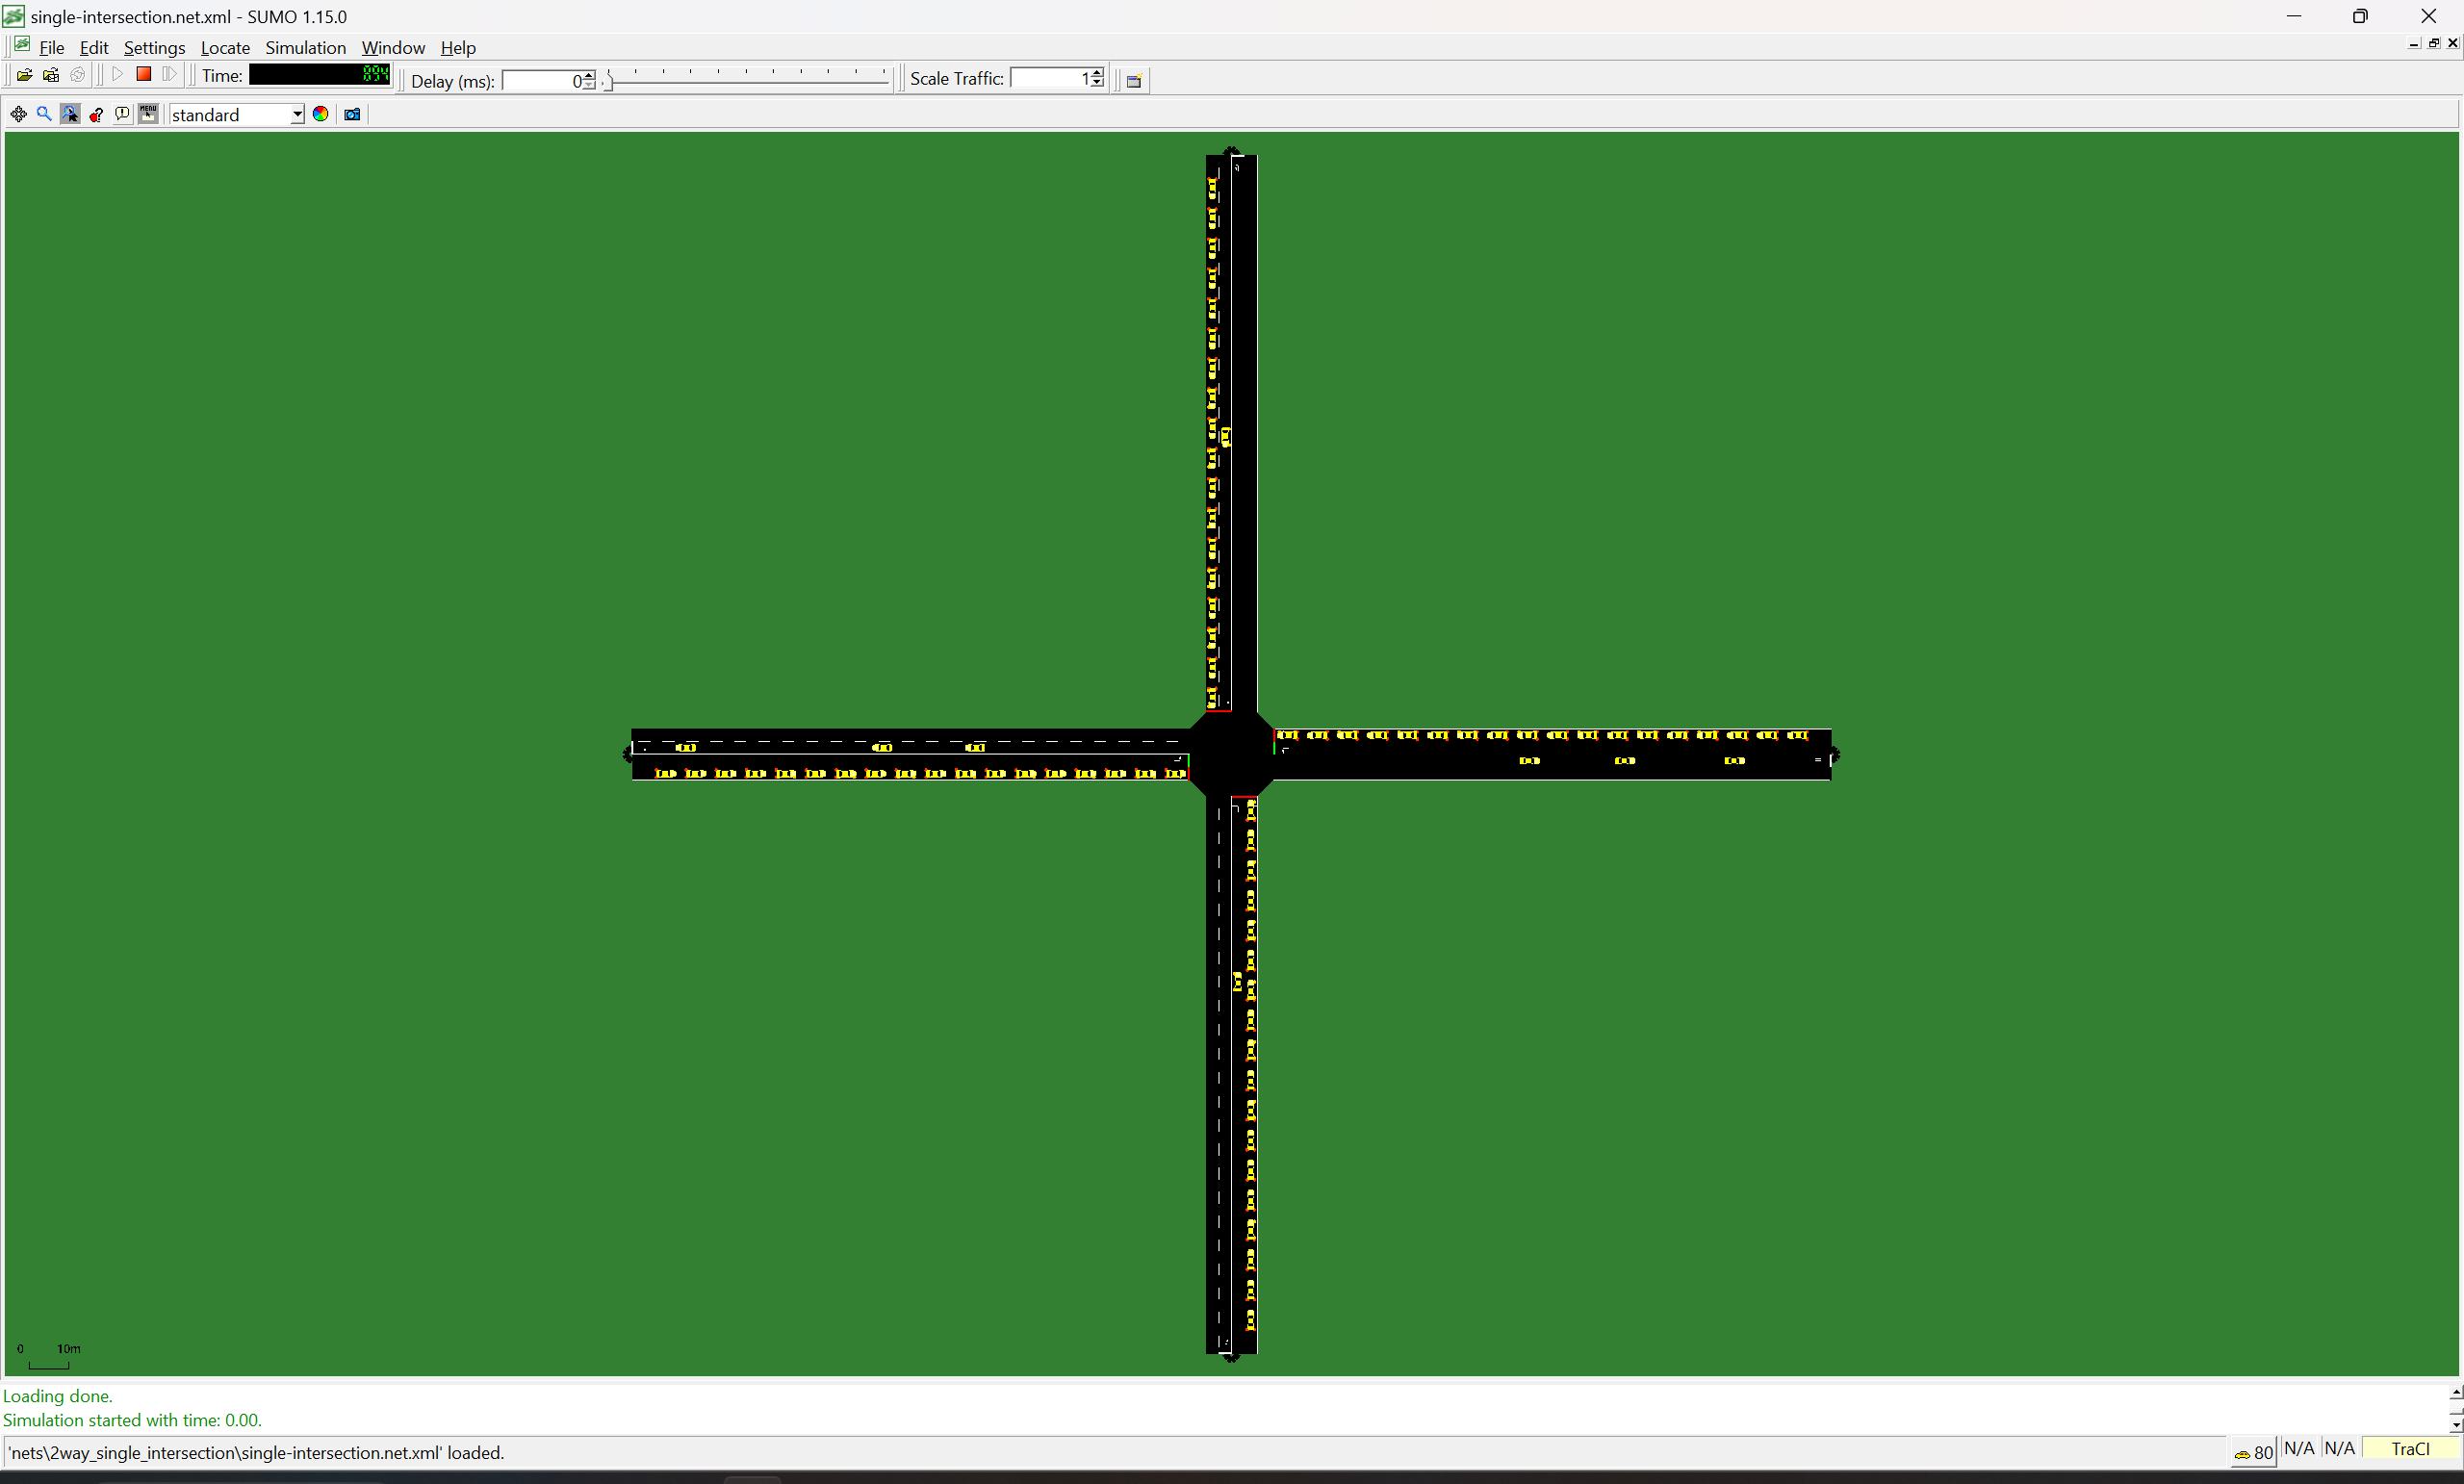 single-intersection.net.xml - SUMO 1.15.0
File Edit Settings Locate Simulation Window Help
Time: 894 Delay (ms): 0 Scale Traffic: 1
MENU standard
0 10m
Loading done.
Simulation started with time: 0.00.
'nets\2way_single_intersection\single-intersection.net.xml' loaded. 80 N/A N/A TraCI